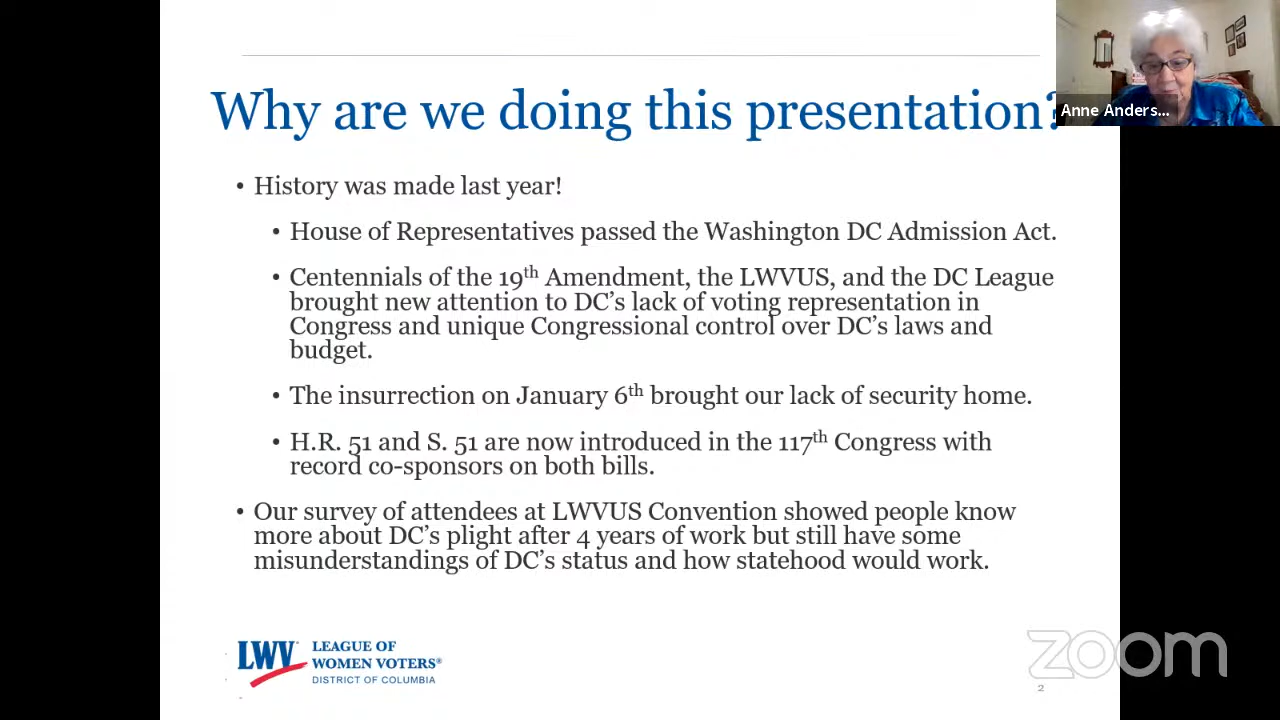 Why are we doing this presentation?
Anne Anders...
• History was made last year!
• House of Representatives passed the Washington DC Admission Act.
• Centennials of the 19th Amendment, the LWVUS, and the DC League
brought new attention to DC's lack of voting representation in
Congress and unique Congressional control over DC's laws and
budget.
• The insurrection on January 6th brought our lack of security home.
• H.R. 51 and S. 51 are now introduced in the 117th Congress with
record co-sponsors on both bills.
• Our survey of attendees at LWVUS Convention showed people know
more about DC's plight after 4 years of work but still have some
misunderstandings of DC's status and how statehood would work.
LWV
LEAGUE OF
WOMEN VOTERS®
DISTRICT OF COLUMBIA
zoom
2